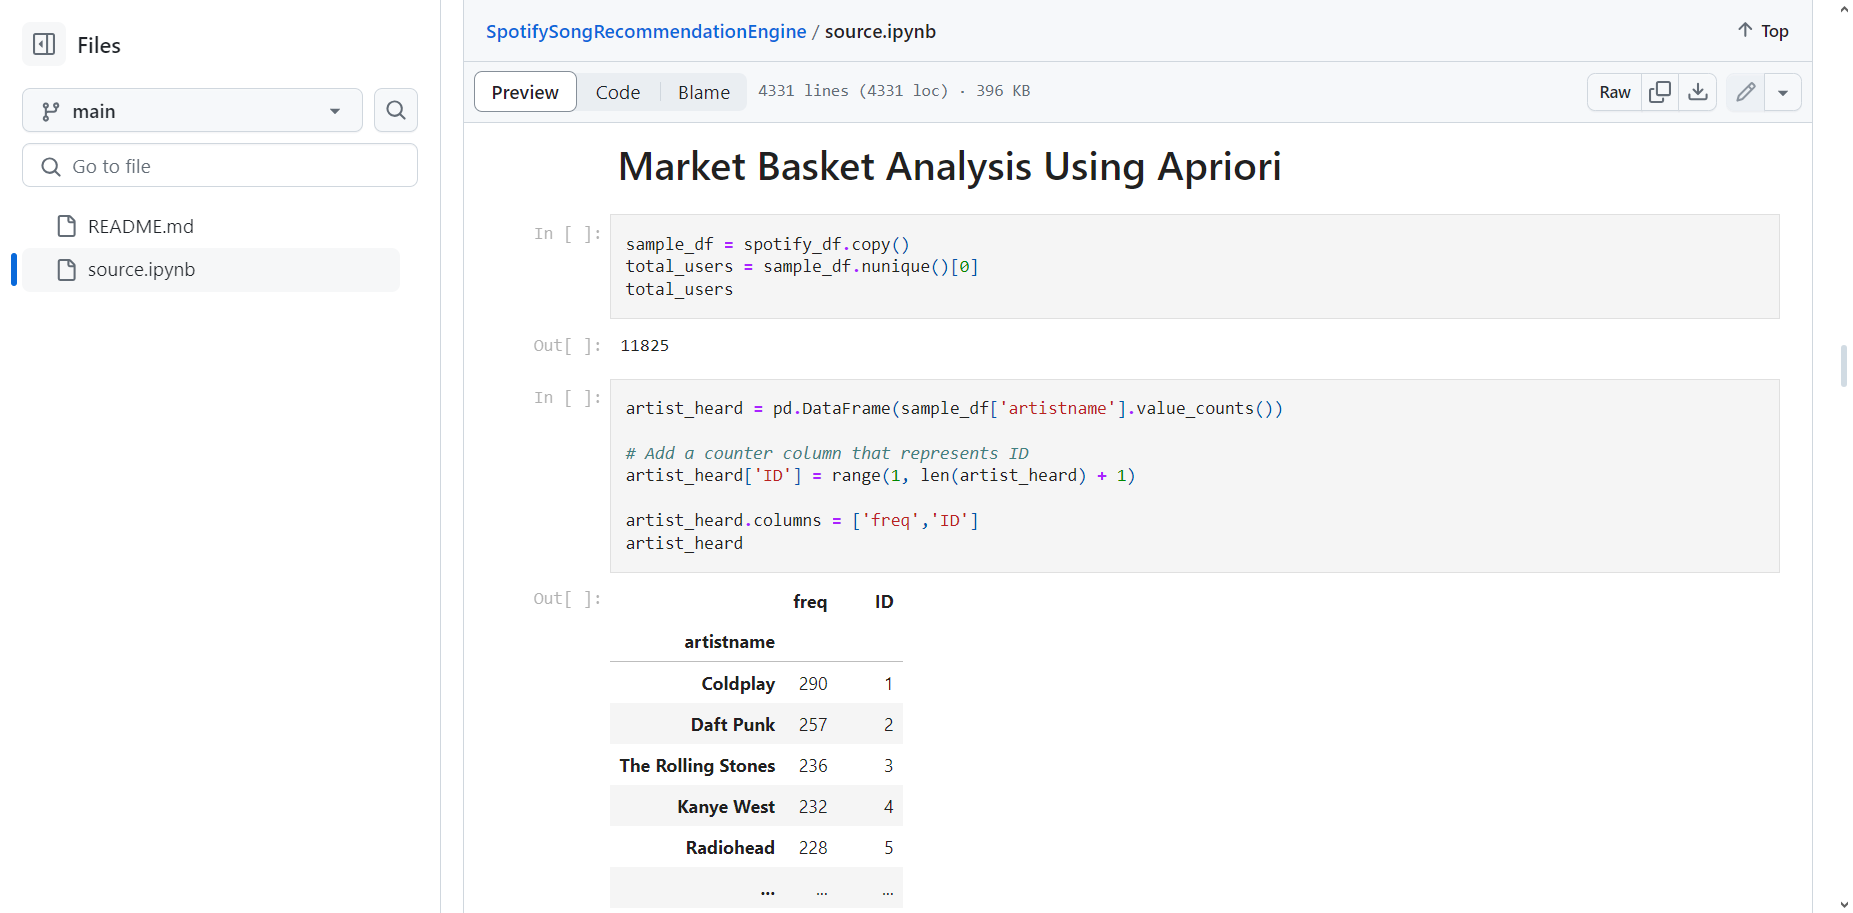 Files
main
Go to file
README.md
source.ipynb
SpotifySongRecommendationEngine / source.ipynb
Top
Preview Code Blame 4331 lines (4331 loc) · 396 KB
Raw
Market Basket Analysis Using Apriori
In [ ]:
sample_df = spotify_df.copy()
total_users = sample_df.nunique()[0]
total_users
Out[ ]: 11825
In [ ]:
artist_heard = pd.DataFrame(sample_df['artistname'].value_counts())
# Add a counter column that represents ID
artist_heard['ID'] = range(1, len(artist_heard) + 1)
artist_heard.columns = ['freq','ID']
artist_heard
Out[ ]:
freq ID
artistname
Coldplay 290 1
Daft Punk 257 2
The Rolling Stones 236 3
Kanye West 232 4
Radiohead 228 5
... ... ...